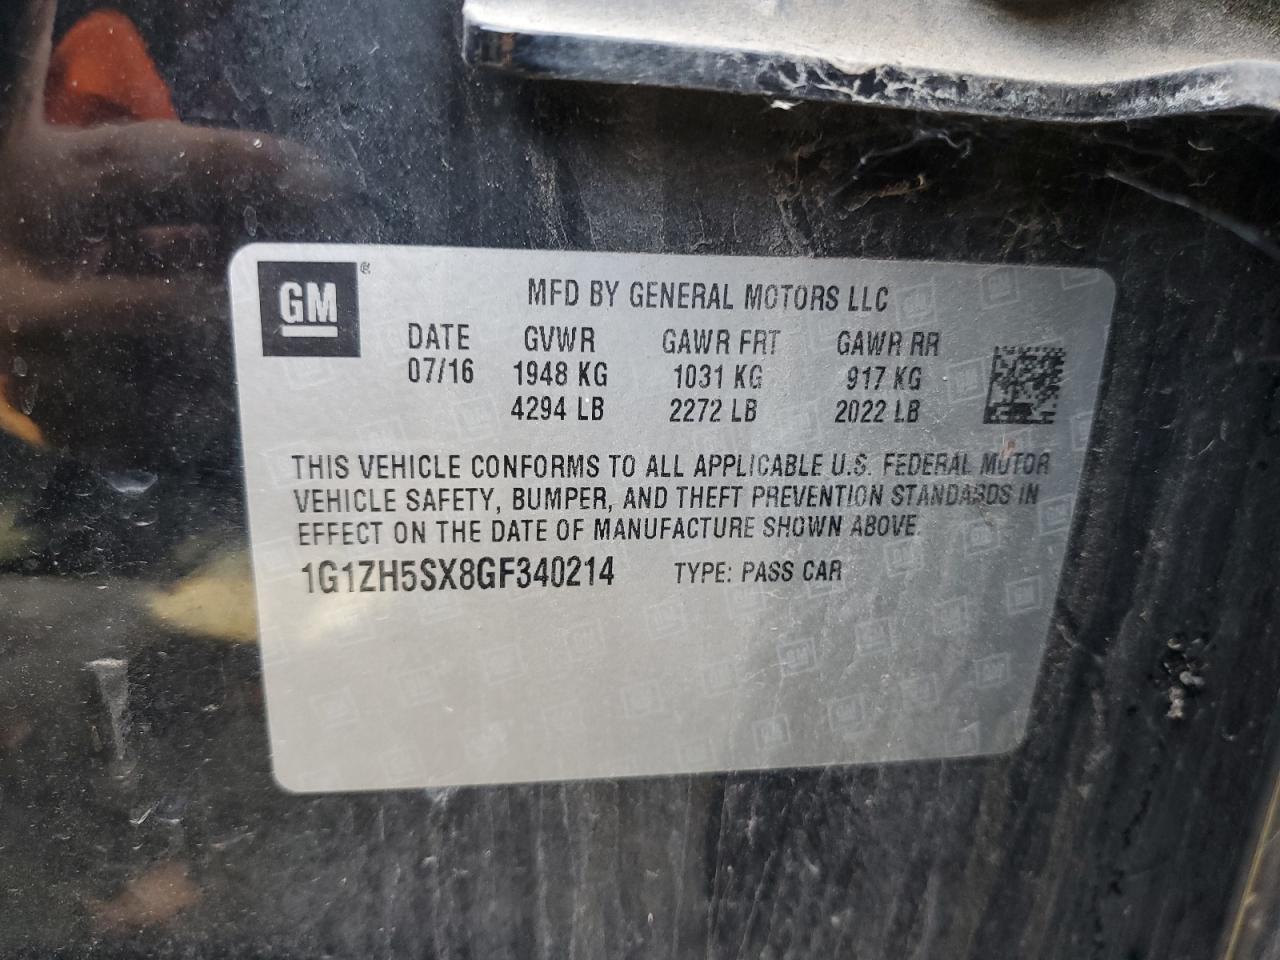 GM®
MFD BY GENERAL MOTORS LLC
DATE GVWR GAWR FRT GAWR RR
07/16 1948 KG 1031 KG 917 KG
4294 LB 2272 LB 2022 LB
THIS VEHICLE CONFORMS TO ALL APPLICABLE U.S. FEDERAL MOTOR
VEHICLE SAFETY, BUMPER, AND THEFT PREVENTION STANDARDS IN
EFFECT ON THE DATE OF MANUFACTURE SHOWN ABOVE.
1G1ZH5SX8GF340214 TYPE: PASS CAR